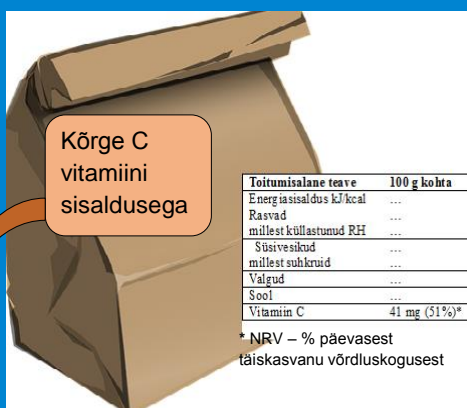 Kõrge C
vitamiini
sisaldusega
Toitumisalane teave 100 g kohta
Energiasisaldus kJ/kcal ...
Rasvad ...
millest küllastunud RH ...
Süsivesikud ...
millest suhkruid ...
Valgud ...
Sool ...
Vitamiin C 41 mg (51%)*
* NRV – % päevasest
täiskasvanu võrdluskogusest